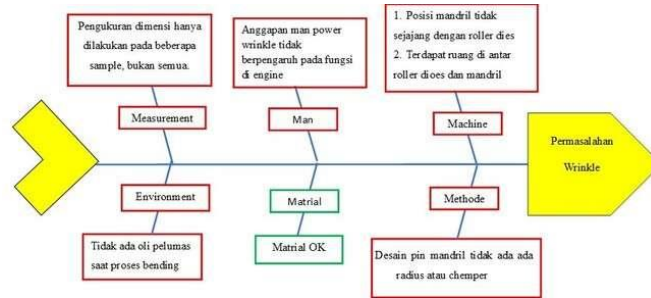 Pengukuran dimensi hanya
dilakukan pada beberapa
sample, bukan semua.
Anggapan man power
wrinkle tidak
berpengaruh pada fungsi
di engine
1. Posisi mandril tidak
sejajang dengan roller dies
2. Terdapat ruang di antar
roller dioes dan mandril
Measurement
Man
Machine
Permasalahan
Wrinkle
Environment
Matrial
Methode
Tidak ada oli pelumas
saat proses bending
Matrial OK
Desain pin mandril tidak ada ada
radius atau chemper